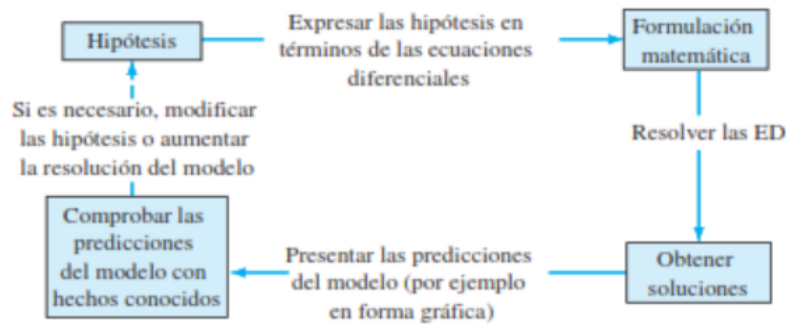 Hipótesis
Expresar las hipótesis en
términos de las ecuaciones
diferenciales
Formulación
matemática
Resolver las ED
Obtener
soluciones
Presentar las predicciones
del modelo (por ejemplo
en forma gráfica)
Comprobar las
predicciones
del modelo con
hechos conocidos
Si es necesario, modificar
las hipótesis o aumentar
la resolución del modelo